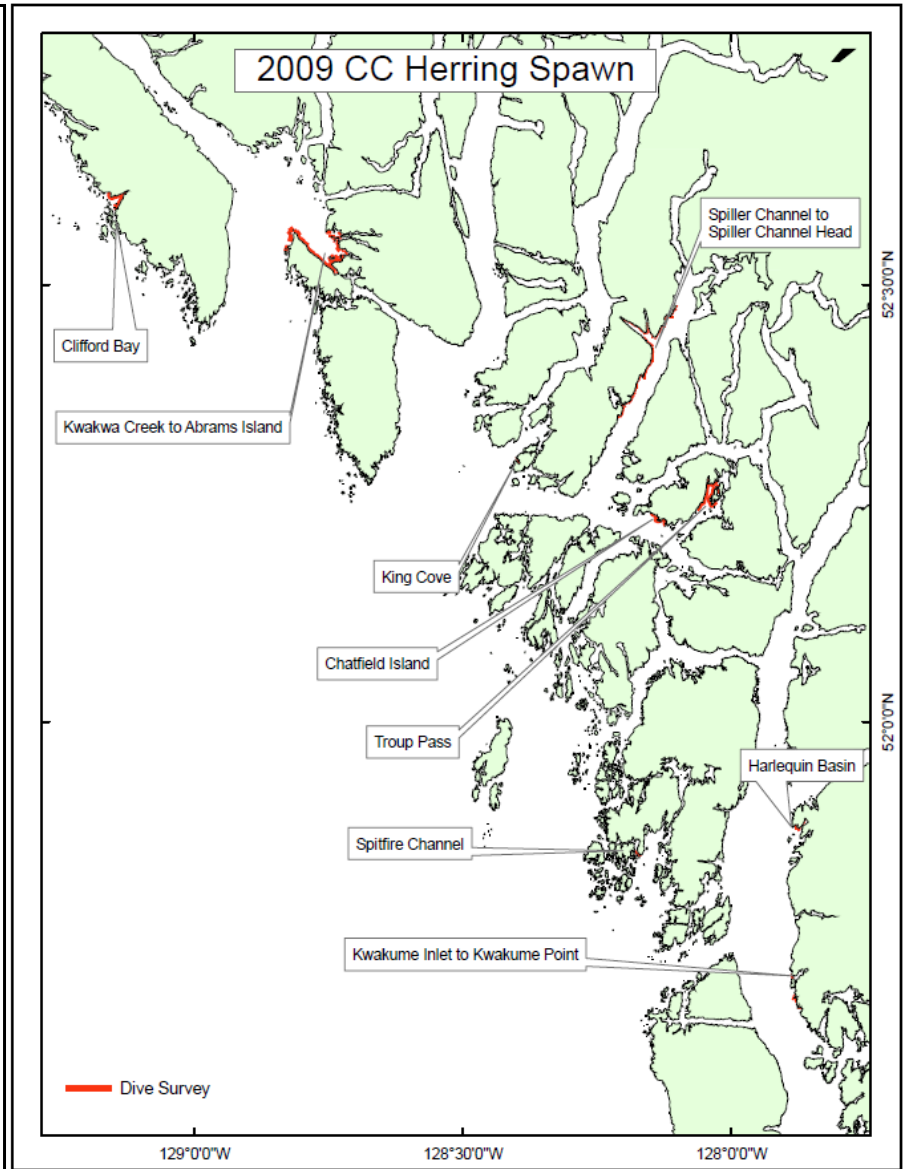 2009 CC Herring Spawn
Spiller Channel to
Spiller Channel Head
52°30'0"N
Clifford Bay
Kwakwa Creek to Abrams Island
King Cove
Chatfield Island
Troup Pass
52°0'0"N
Harlequin Basin
Spitfire Channel
Kwakume Inlet to Kwakume Point
Dive Survey
129°0'0"W
128°30'0"W
128°0'0"W